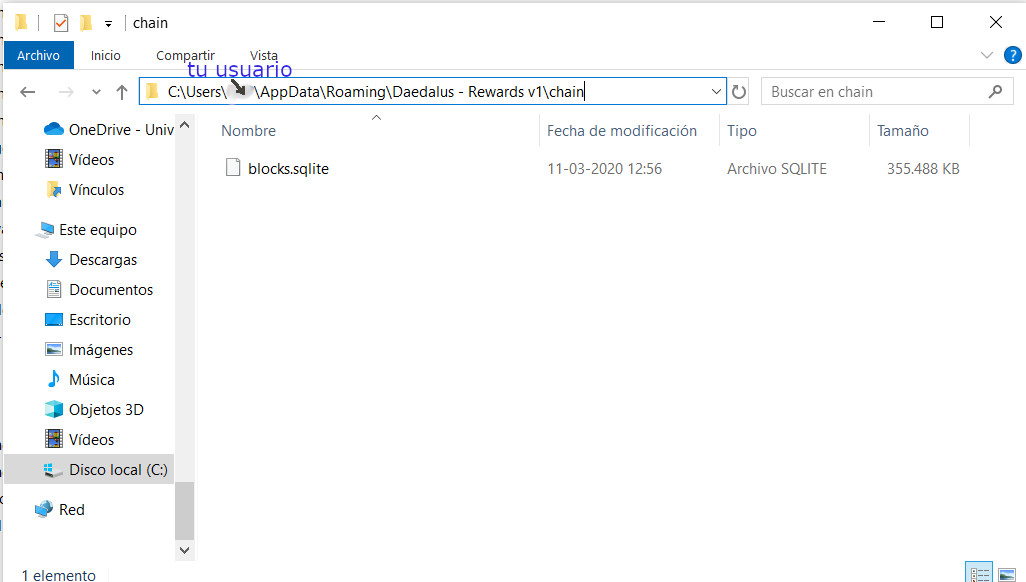 chain
Archivo Inicio Compartir Vista
tu usuario
C:\Users\ \AppData\Roaming\Daedalus - Rewards v1\chain Buscar en chain
Nombre Fecha de modificación Tipo Tamaño
blocks.sqlite 11-03-2020 12:56 Archivo SQLITE 355.488 KB
OneDrive - Univ
Vídeos
Vínculos
Este equipo
Descargas
Documentos
Escritorio
Imágenes
Música
Objetos 3D
Vídeos
Disco local (C:)
Red
1 elemento